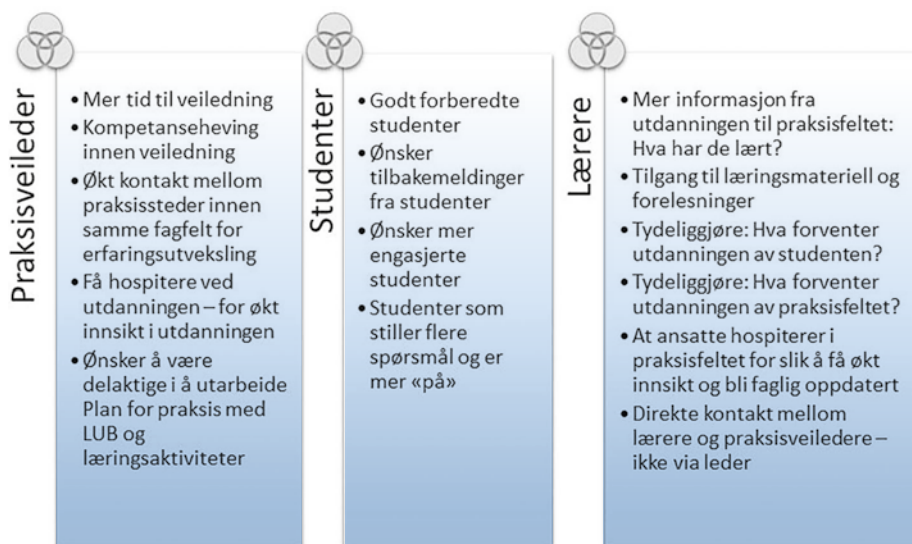 Praksisveileder
• Mer tid til veiledning
• Kompetanseheving
innen veiledning
• Økt kontakt mellom
praksissteder innen
samme fagfelt for
erfaringsutveksling
• Få hospitere ved
utdanningen – for økt
innsikt i utdanningen
• Ønsker å være
delaktige i å utarbeide
Plan for praksis med
LUB og
læringsaktiviteter
Studenter
• Godt forberedte
studenter
• Ønsker
tilbakemeldinger
fra studenter
• Ønsker mer
engasjerte
studenter
• Studenter som
stiller flere
spørsmål og er
mer «på»
Lærere
• Mer informasjon fra
utdanningen til praksisfeltet:
Hva har de lært?
• Tilgang til læringsmateriell og
forelesninger
• Tydeliggjøre: Hva forventer
utdanningen av studenten?
• Tydeliggjøre: Hva forventer
utdanningen av praksisfeltet?
• At ansatte hospiterer i
praksisfeltet for slik å få økt
innsikt og bli faglig oppdatert
• Direkte kontakt mellom
lærere og praksisveiledere –
ikke via leder